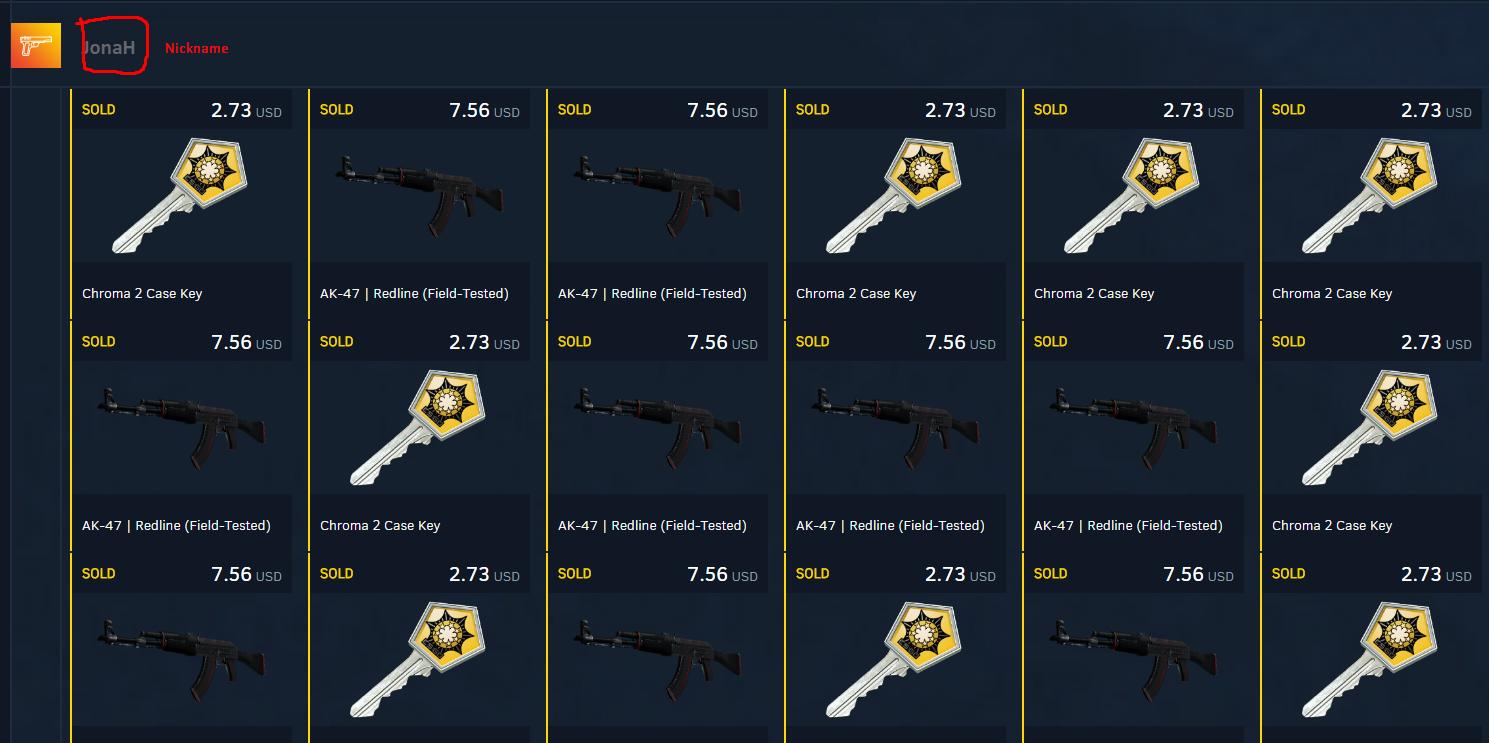 JonaH Nickname
SOLD 2.73 USD SOLD 7.56 USD SOLD 7.56 USD SOLD 2.73 USD SOLD 2.73 USD SOLD 2.73 USD
Chroma 2 Case Key AK-47 | Redline (Field-Tested) AK-47 | Redline (Field-Tested) Chroma 2 Case Key Chroma 2 Case Key Chroma 2 Case Key
SOLD 7.56 USD SOLD 2.73 USD SOLD 7.56 USD SOLD 7.56 USD SOLD 7.56 USD SOLD 2.73 USD
AK-47 | Redline (Field-Tested) Chroma 2 Case Key AK-47 | Redline (Field-Tested) AK-47 | Redline (Field-Tested) AK-47 | Redline (Field-Tested) Chroma 2 Case Key
SOLD 7.56 USD SOLD 2.73 USD SOLD 7.56 USD SOLD 2.73 USD SOLD 7.56 USD SOLD 2.73 USD